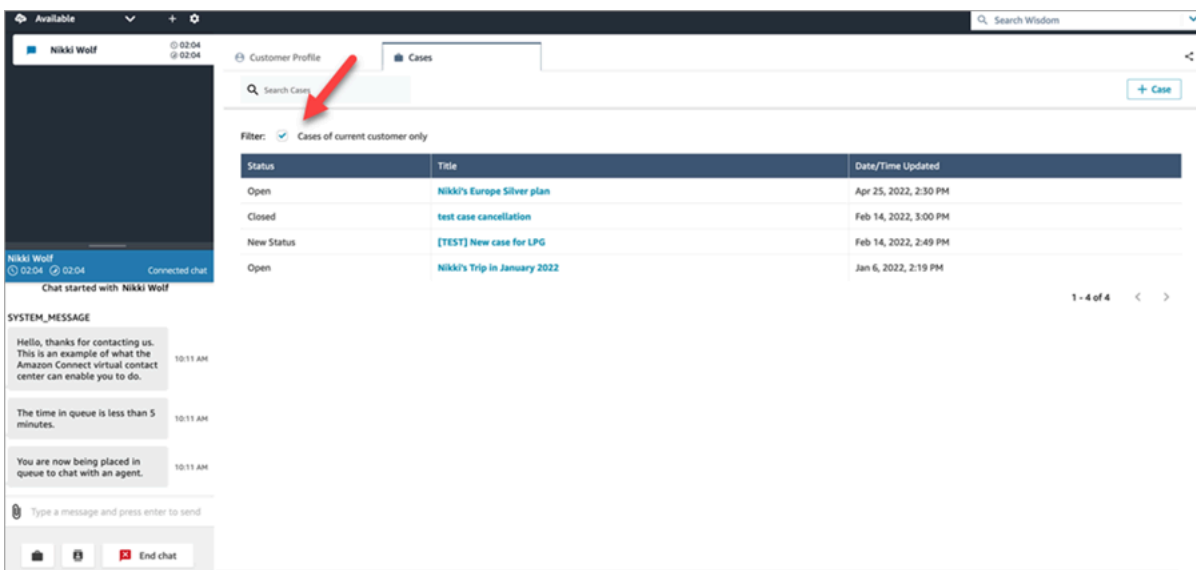 Available
Search Wisdom
Nikki Wolf
02:04
02:04
Customer Profile
Cases
Search Cases
+ Case
Filter:
Cases of current customer only
Status Title Date/Time Updated
Open Nikki's Europe Silver plan Apr 25, 2022, 2:30 PM
Closed test case cancellation Feb 14, 2022, 3:00 PM
New Status [TEST] New case for LPG Feb 14, 2022, 2:49 PM
Open Nikki's Trip in January 2022 Jan 6, 2022, 2:19 PM
1 - 4 of 4
Nikki Wolf
02:04 02:04 Connected chat
Chat started with Nikki Wolf
SYSTEM_MESSAGE
Hello, thanks for contacting us.
This is an example of what the
Amazon Connect virtual contact
center can enable you to do.
10:11 AM
The time in queue is less than 5
minutes.
10:11 AM
You are now being placed in
queue to chat with an agent.
10:11 AM
Type a message and press enter to send
End chat